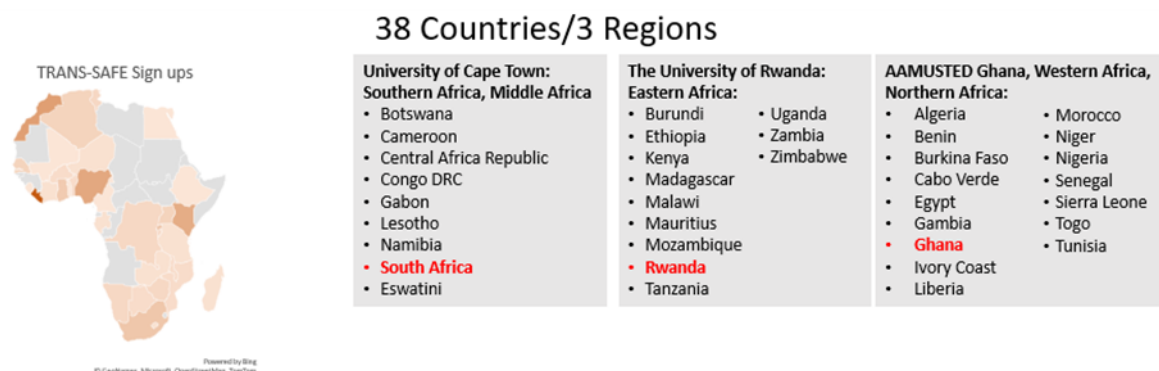 38 Countries/3 Regions
TRANS-SAFE Sign ups
Powered by Bing
© GeoNames, Microsoft, OpenStreetMap, TomTom
University of Cape Town:
Southern Africa, Middle Africa
• Botswana
• Cameroon
• Central Africa Republic
• Congo DRC
• Gabon
• Lesotho
• Namibia
• South Africa
• Eswatini
The University of Rwanda:
Eastern Africa:
• Burundi
• Ethiopia
• Kenya
• Madagascar
• Malawi
• Mauritius
• Mozambique
• Rwanda
• Tanzania
• Uganda
• Zambia
• Zimbabwe
AAMUSTED Ghana, Western Africa,
Northern Africa:
• Algeria
• Benin
• Burkina Faso
• Cabo Verde
• Egypt
• Gambia
• Ghana
• Ivory Coast
• Liberia
• Morocco
• Niger
• Nigeria
• Senegal
• Sierra Leone
• Togo
• Tunisia